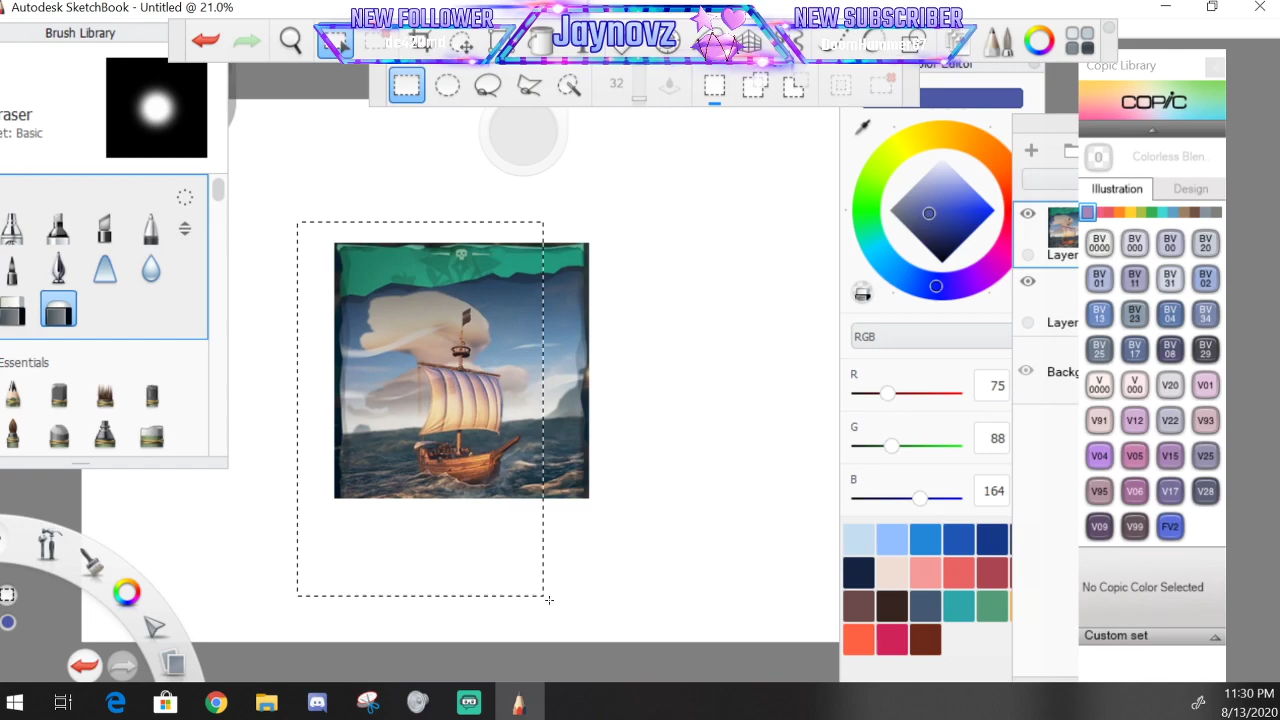 Autodesk SketchBook - Untitled @ 21.0%
Brush Library
NEW FOLLOWER
Jaynovz
NEW SUBSCRIBER
DoomHummer67
32
Color Editor
Copic Library
COPIC
raser
et: Basic
0
Colorless Blen..
Illustration
Design
BV 0000
BV 000
BV 00
BV 20
Layer
BV 01
BV 11
BV 31
BV 02
BV 13
BV 23
BV 04
BV 34
Layer
RGB
BV 25
BV 17
BV 08
BV 29
Essentials
Backg
R
75
V 0000
V 000
V20
V01
V91
V12
V22
V93
G
88
V04
V05
V15
V25
B
164
V95
V06
V17
V28
V09
V99
FV2
No Copic Color Selected
Custom set
11:30 PM
8/13/2020